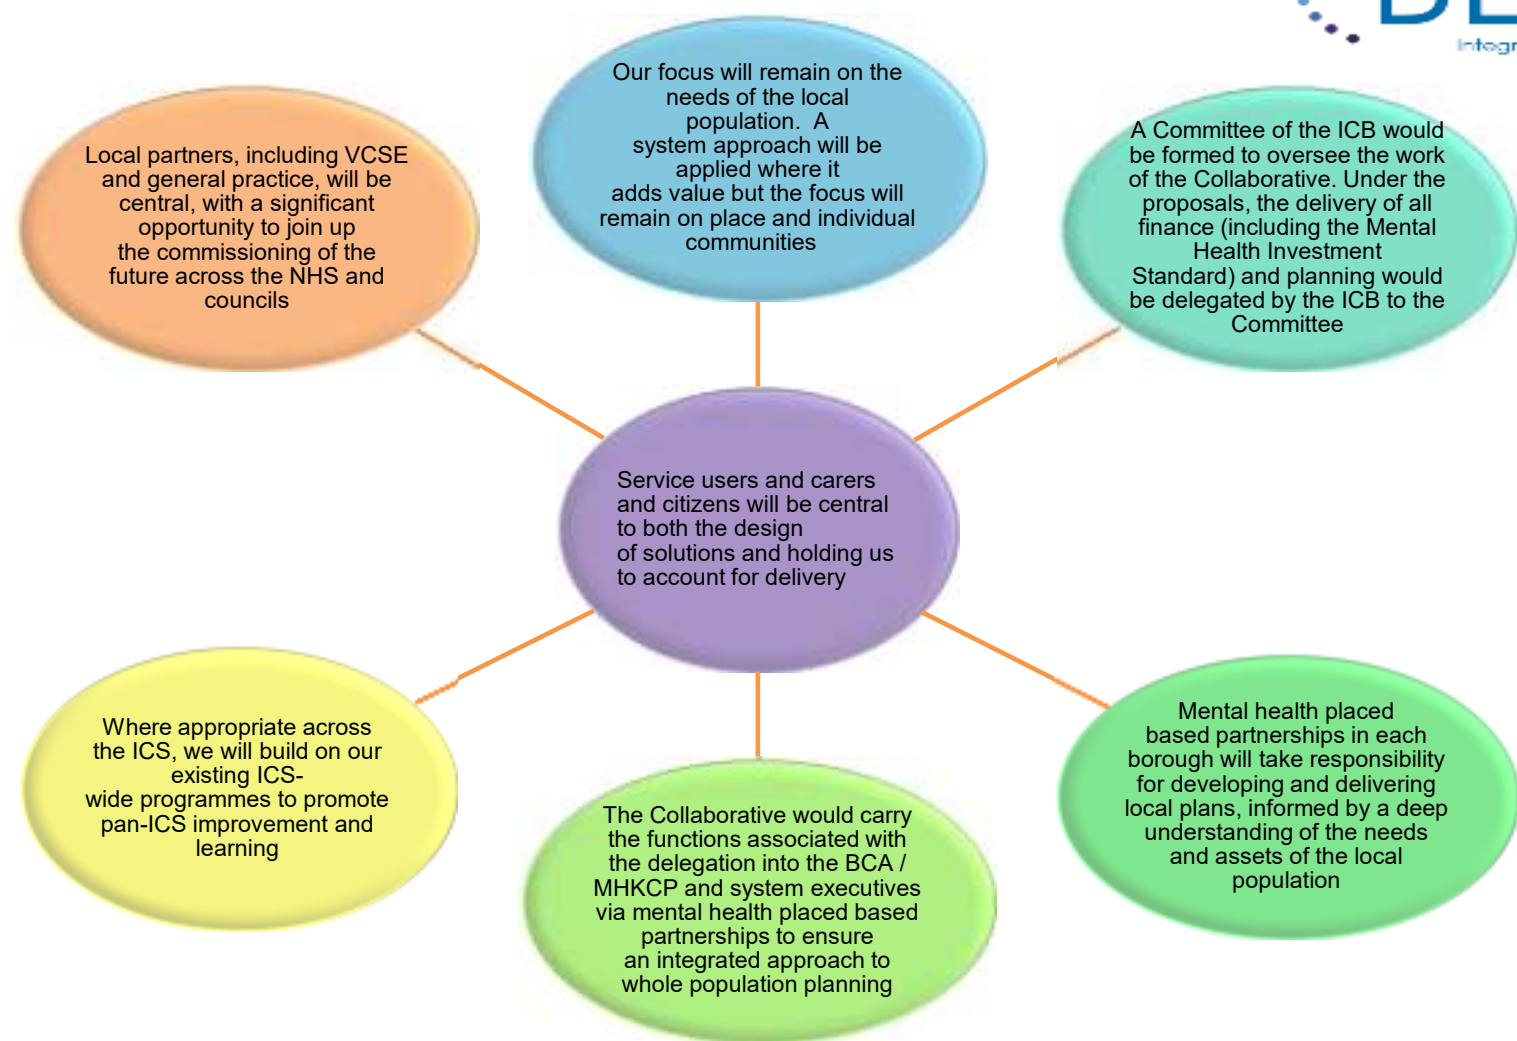 Integr
Our focus will remain on the
needs of the local
population.  A
system approach will be
applied where it
adds value but the focus will
remain on place and individual
communities
Local partners, including VCSE
and general practice, will be
central, with a significant
opportunity to join up
the commissioning of the
future across the NHS and
councils
A Committee of the ICB would
be formed to oversee the work
of the Collaborative. Under the
proposals, the delivery of all
finance (including the Mental
Health Investment
Standard) and planning would
be delegated by the ICB to the
Committee
Service users and carers
and citizens will be central
to both the design
of solutions and holding us
to account for delivery
Where appropriate across
the ICS, we will build on our
existing ICS-
wide programmes to promote
pan-ICS improvement and
learning
The Collaborative would carry
the functions associated with
the delegation into the BCA /
MHKCP and system executives
via mental health placed based
partnerships to ensure
an integrated approach to
whole population planning
Mental health placed
based partnerships in each
borough will take responsibility
for developing and delivering
local plans, informed by a deep
understanding of the needs
and assets of the local
population